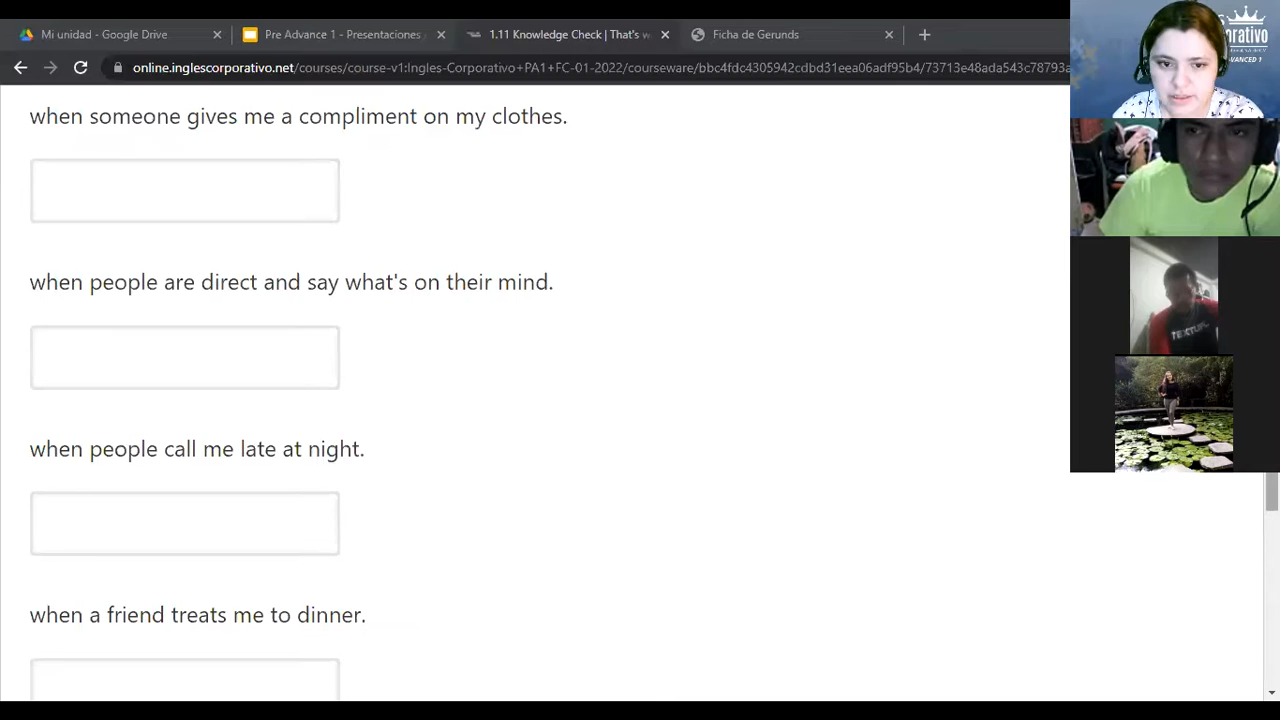 Mi unidad - Google Drive
Pre Advance 1 - Presentaciones
1.11 Knowledge Check | That's w
Ficha de Gerunds
online.inglescorporativo.net/courses/course-v1:Ingles-Corporativo+PA1-FC-01-2022/courseware/bbc4fdc4305942cdbd31eea06adf95b4/73713e48ada543c78793a
orativo
VANCED 1
when someone gives me a compliment on my clothes.
when people are direct and say what's on their mind.
when people call me late at night.
when a friend treats me to dinner.